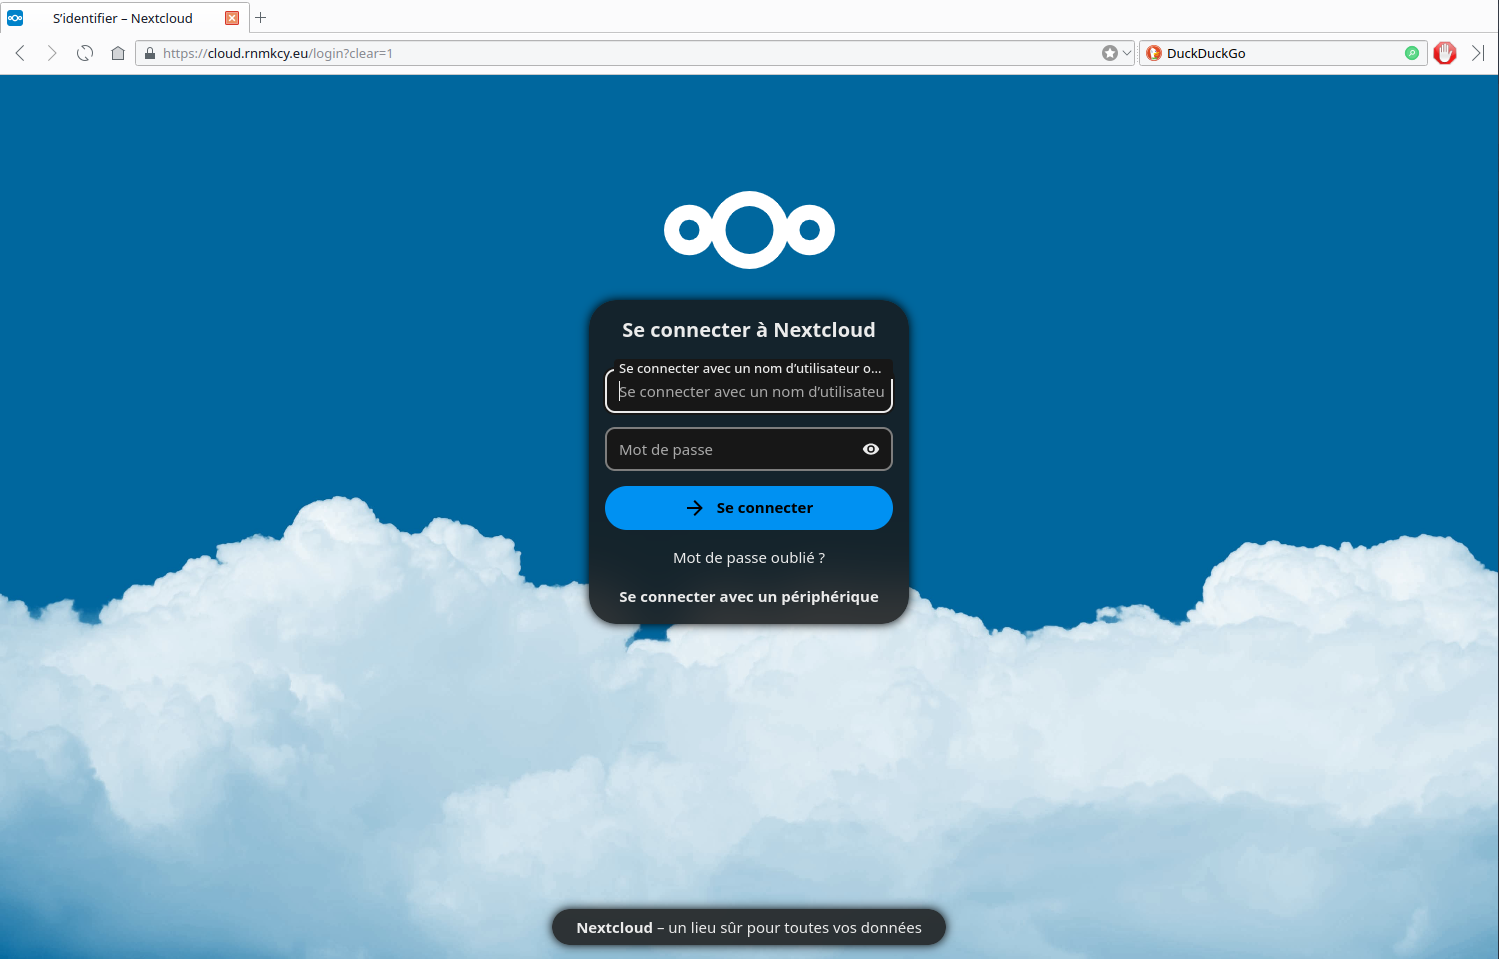 S’identifier – Nextcloud
https://cloud.rnmkcy.eu/login?clear=1
DuckDuckGo
Se connecter à Nextcloud
Se connecter avec un nom d’utilisateur o...
Se connecter avec un nom d’utilisateu
Mot de passe
Se connecter
Mot de passe oublié ?
Se connecter avec un périphérique
Nextcloud – un lieu sûr pour toutes vos données